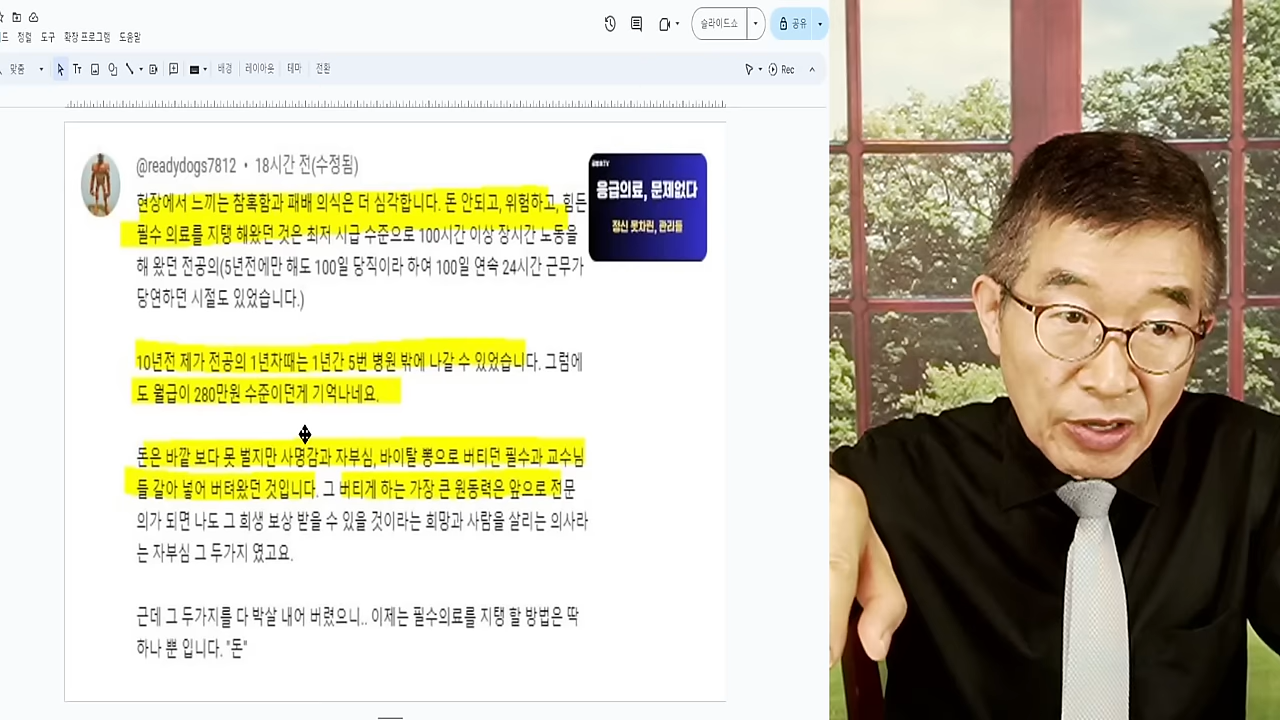 정렬 도구 확장 프로그램 도움말
슬라이드쇼
공유
맞춤
배경 레이아웃 테마 전환
Rec
@readydogs7812 • 18시간 전(수정됨)
현장에서 느끼는 참혹함과 패배 의식은 더 심각합니다. 돈 안되고, 위험하고, 힘든
필수 의료를 지탱 해왔던 것은 최저 시급 수준으로 100시간 이상 장시간 노동을
해 왔던 전공의(5년전에만 해도 100일 당직이라 하여 100일 연속 24시간 근무가
당연하던 시절도 있었습니다.)
10년전 제가 전공의 1년차때는 1년간 5번 병원 밖에 나갈 수 있었습니다. 그럼에
도 월급이 280만원 수준이던게 기억나네요.
돈은 바깥 보다 못 벌지만 사명감과 자부심, 바이탈 뽕으로 버티던 필수과 교수님
들 갈아 넣어 버텨왔던 것입니다. 그 버티게 하는 가장 큰 원동력은 앞으로 전문
의가 되면 나도 그 희생 보상 받을 수 있을 것이라는 희망과 사람을 살리는 의사라
는 자부심 그 두가지 였고요.
근데 그 두가지를 다 박살 내어 버렸으니.. 이제는 필수의료를 지탱 할 방법은 딱
하나 뿐 입니다. "돈"
응급의료, 문제없다
정신 못차린, 관리들